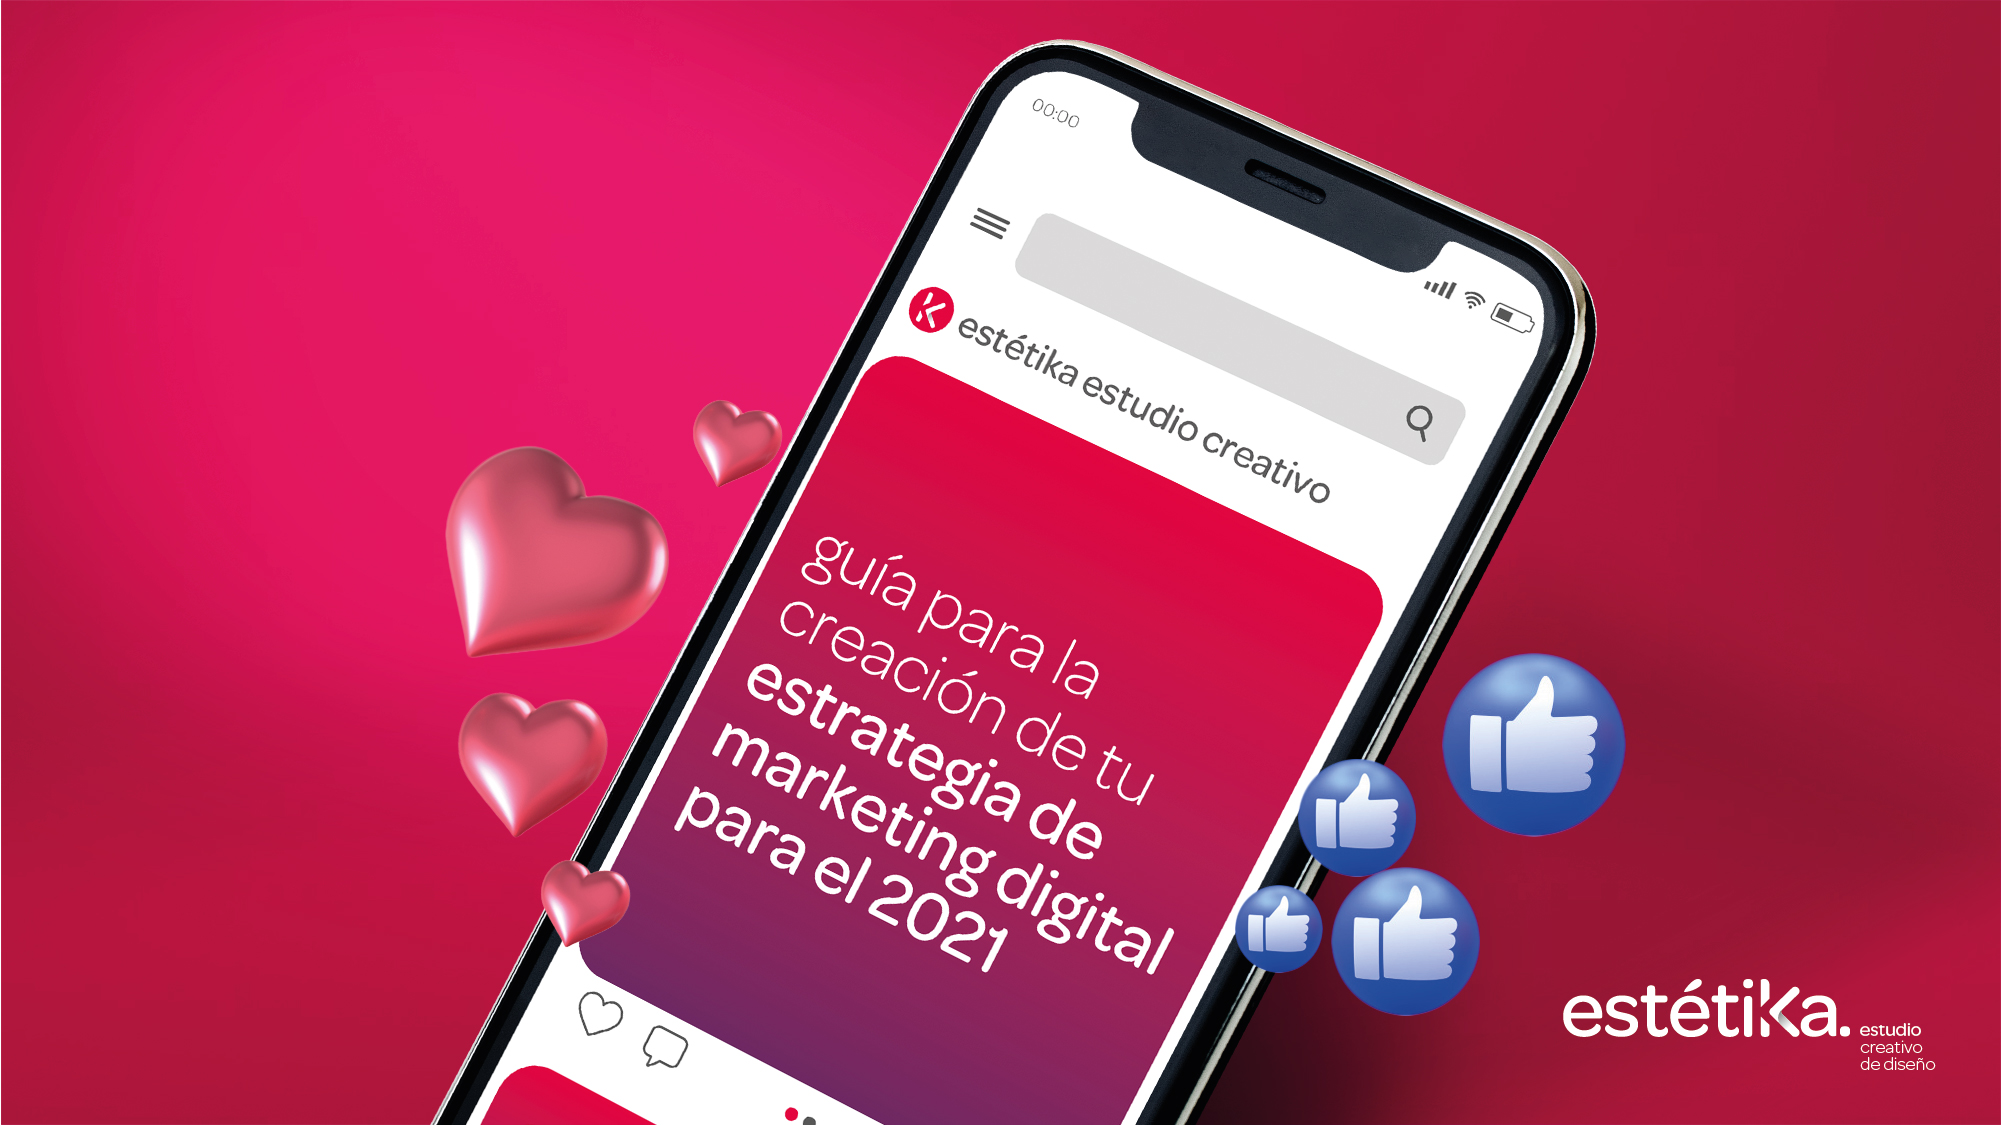 00:00
estétika estudio creativo
guía para la
creación de tu
estrategia de
marketing digital
para el 2021
estétika.
estudio
creativo
de diseño